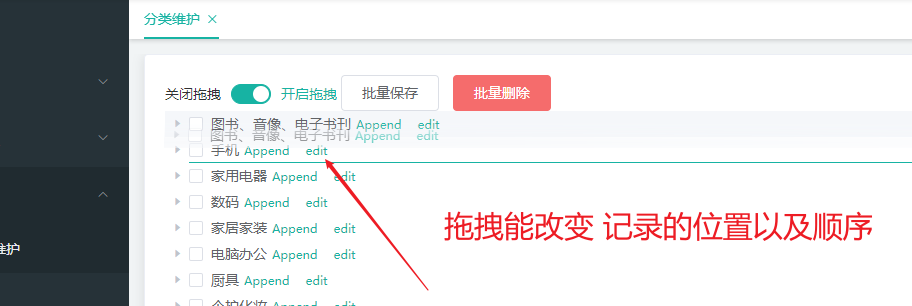 分类维护 ×
关闭拖拽 开启拖拽 批量保存 批量删除
图书、音像、电子书刊 Append edit
图书、音像、电子书刊 Append edit
手机 Append edit
家用电器 Append edit
数码 Append edit
维护 家居家装 Append edit
拖拽能改变 记录的位置以及顺序
电脑办公 Append edit
厨具 Append edit
个护化妆 Append edit